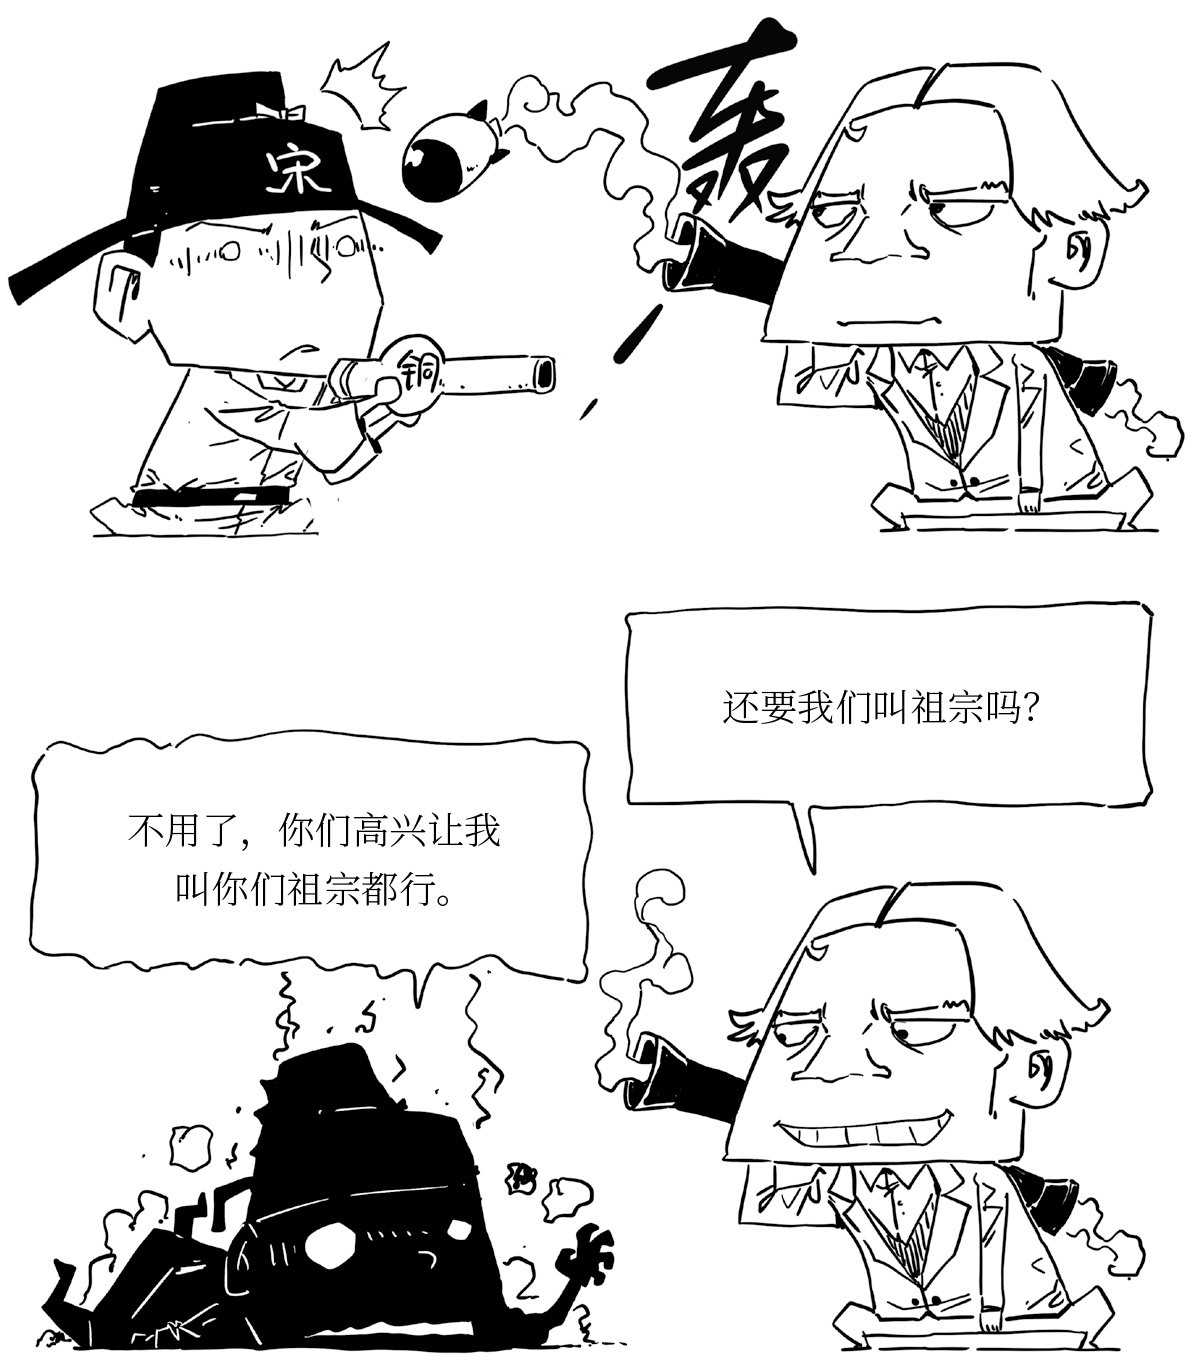 轰
宋
铜
还要我们叫祖宗吗？
不用了，你们高兴让我
叫你们祖宗都行。